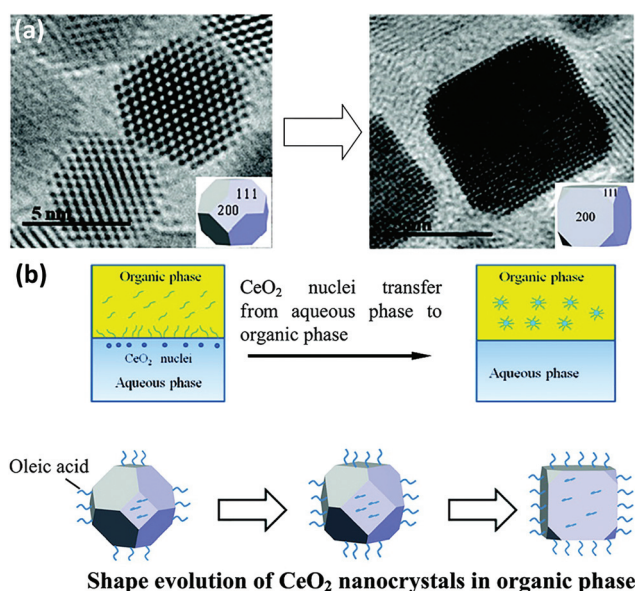 (a)
111
200
5 nm
111
200
(b)
Organic phase
CeO₂ nuclei transfer
from aqueous phase to
organic phase
Organic phase
CeO₂ nuclei
Aqueous phase
Aqueous phase
Oleic acid
Shape evolution of CeO₂ nanocrystals in organic phase